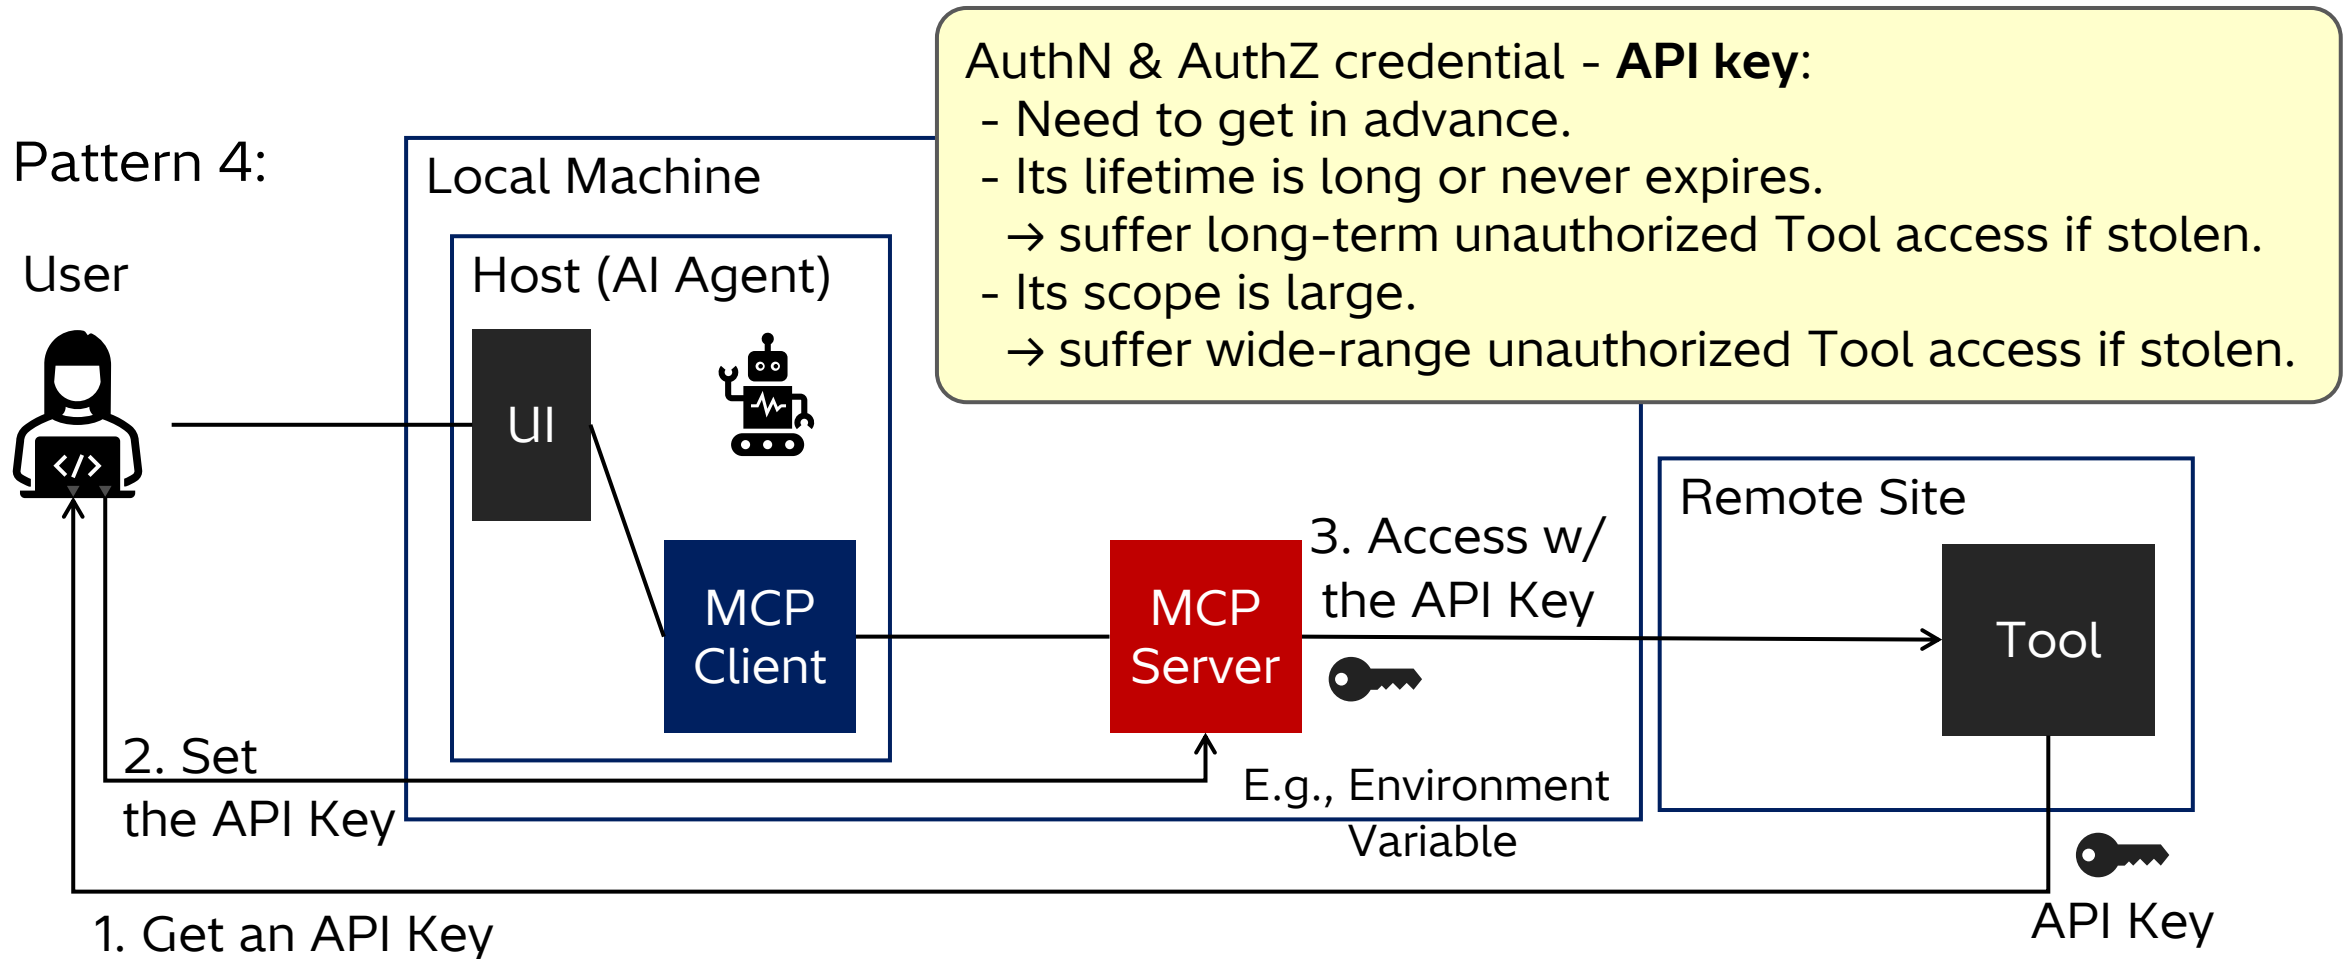 AuthN & AuthZ credential - API key:
- Need to get in advance.
- Its lifetime is long or never expires.
→ suffer long-term unauthorized Tool access if stolen.
- Its scope is large.
→ suffer wide-range unauthorized Tool access if stolen.
Pattern 4:
Local Machine
User
Host (AI Agent)
UI
</>
MCP
Client
MCP
Server
3. Access w/
the API Key
Remote Site
Tool
2. Set
the API Key
E.g., Environment
Variable
1. Get an API Key
API Key